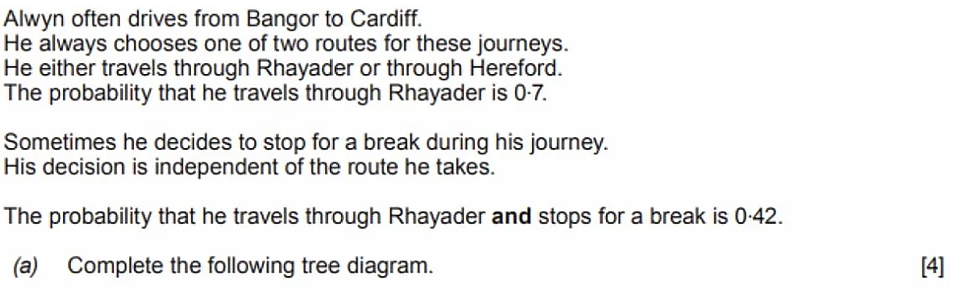 Alwyn often drives from Bangor to Cardiff.
He always chooses one of two routes for these journeys.
He either travels through Rhayader or through Hereford.
The probability that he travels through Rhayader is 0·7.
Sometimes he decides to stop for a break during his journey.
His decision is independent of the route he takes.
The probability that he travels through Rhayader and stops for a break is 0·42.
(a) Complete the following tree diagram. [4]